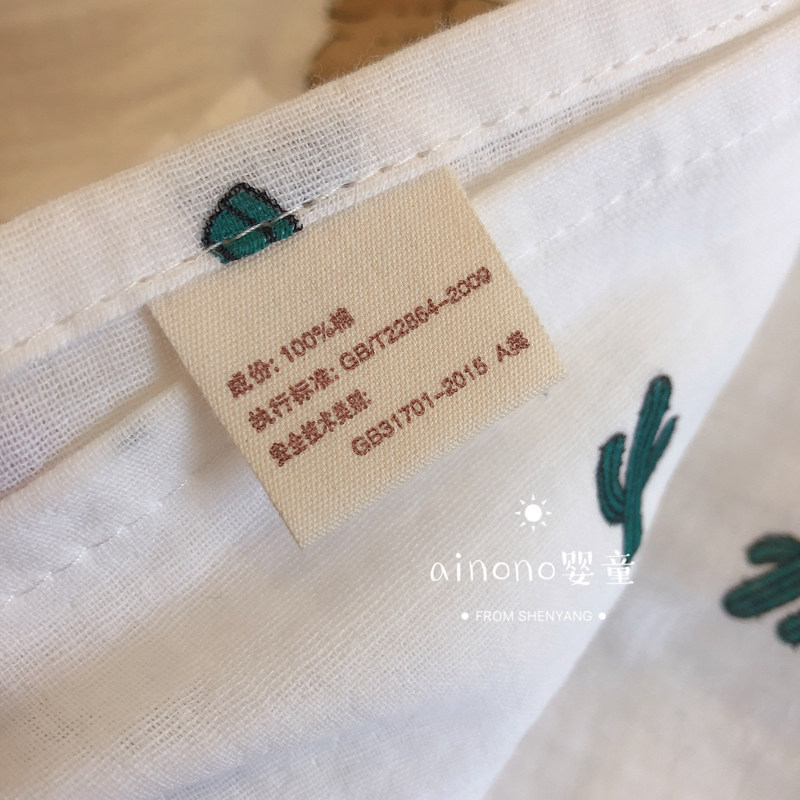 成份: 100%棉
执行标准: GB/T22864-2009
安全技术类别:
GB31701-2015 A类
ainono婴童
• FROM SHENYANG •